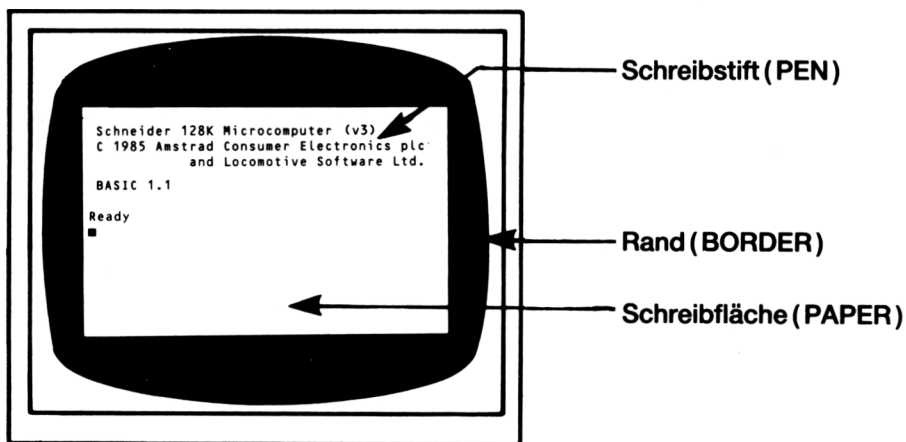 Schneider 128K Microcomputer (v3)
C 1985 Amstrad Consumer Electronics plc
and Locomotive Software Ltd.
BASIC 1.1
Ready
Schreibstift (PEN)
Rand (BORDER)
Schreibfläche (PAPER)